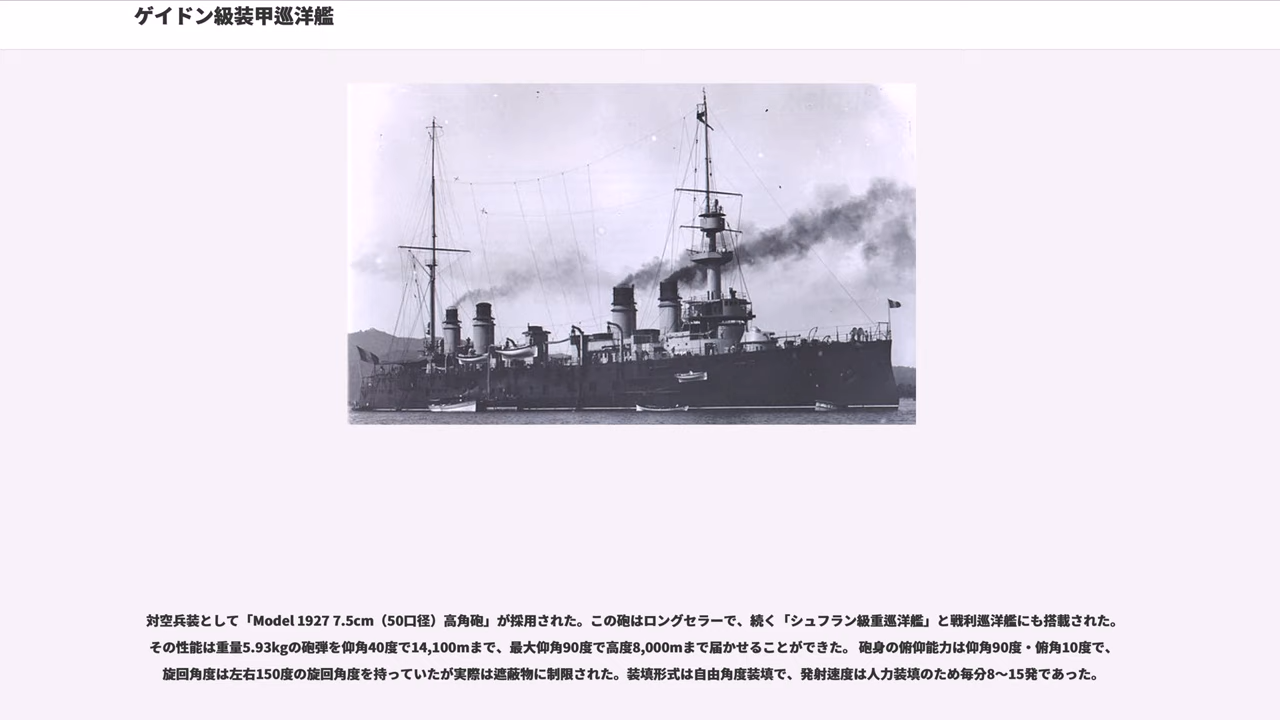 ゲイドン級装甲巡洋艦
対空兵装として「Model 1927 7.5cm（50口径）高角砲」が採用された。この砲はロングセラーで、続く「シュフラン級重巡洋艦」と戦利巡洋艦にも搭載された。
その性能は重量5.93kgの砲弾を仰角40度で14,100mまで、最大仰角90度で高度8,000mまで届かせることができた。 砲身の俯仰能力は仰角90度・俯角10度で、
旋回角度は左右150度の旋回角度を持っていたが実際は遮蔽物に制限された。装填形式は自由角度装填で、発射速度は人力装填のため毎分8〜15発であった。